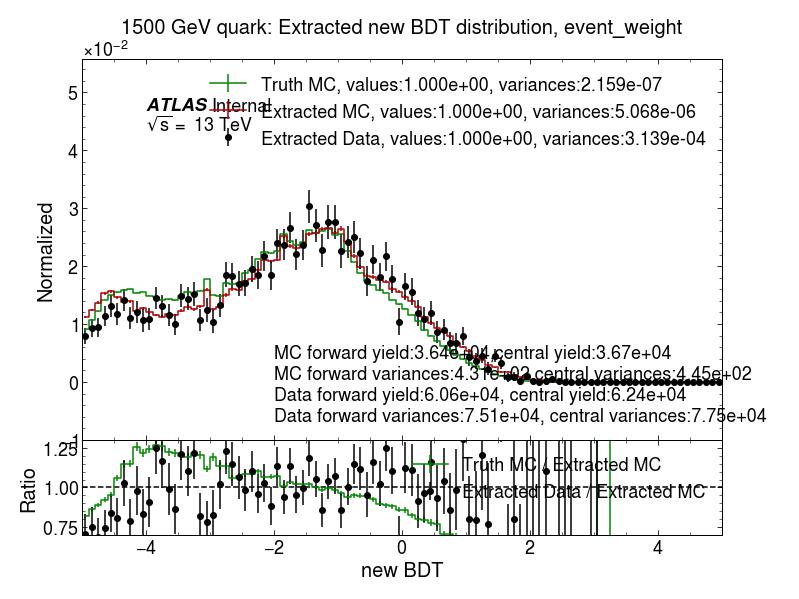 1500 GeV quark: Extracted new BDT distribution, event_weight
×10⁻²
Truth MC, values:1.000e+00, variances:2.159e-07
ATLAS Internal
Extracted MC, values:1.000e+00, variances:5.068e-06
√s = 13 TeV
Extracted Data, values:1.000e+00, variances:3.139e-04
5
4
3
2
1
0
Normalized
MC forward yield:3.64e+04, central yield:3.67e+04
MC forward variances:4.31e+02, central variances:4.45e+02
Data forward yield:6.06e+04, central yield:6.24e+04
Data forward variances:7.51e+04, central variances:7.75e+04
1.25
1.00
0.75
Ratio
Truth MC / Extracted MC
Extracted Data / Extracted MC
−4 −2 0 2 4
new BDT